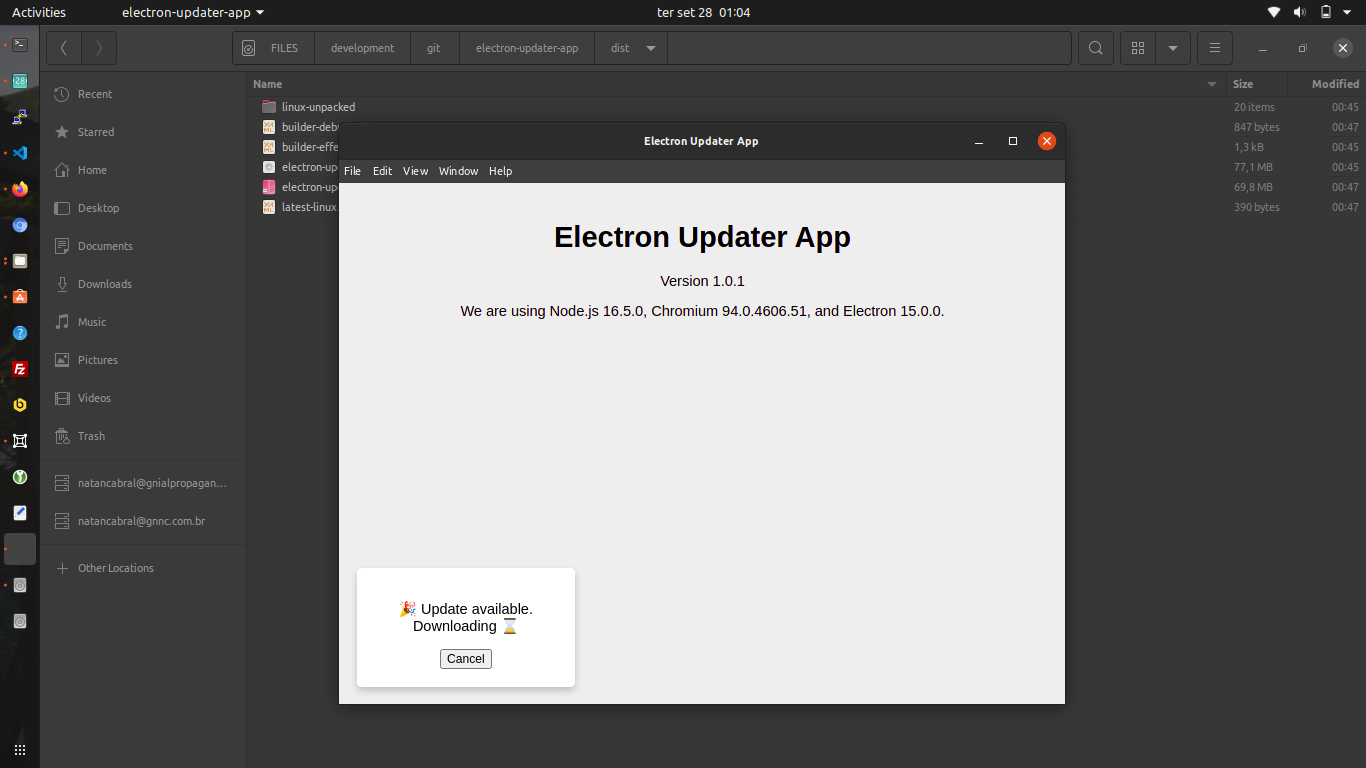 Activities electron-updater-app ter set 28 01:04
FILES development git electron-updater-app dist
Name Size Modified
Recent
Starred
Home
Desktop
Documents
Downloads
Music
Pictures
Videos
Trash
natancabral@gnialpropagan…
natancabral@gnnc.com.br
Other Locations
linux-unpacked 20 items 00:45
builder-deb 847 bytes 00:47
builder-effe 1,3 kB 00:45
electron-up 77,1 MB 00:45
electron-up 69,8 MB 00:47
latest-linux 390 bytes 00:47
Electron Updater App
File Edit View Window Help
Electron Updater App
Version 1.0.1
We are using Node.js 16.5.0, Chromium 94.0.4606.51, and Electron 15.0.0.
🎉 Update available.
Downloading ⌛
Cancel